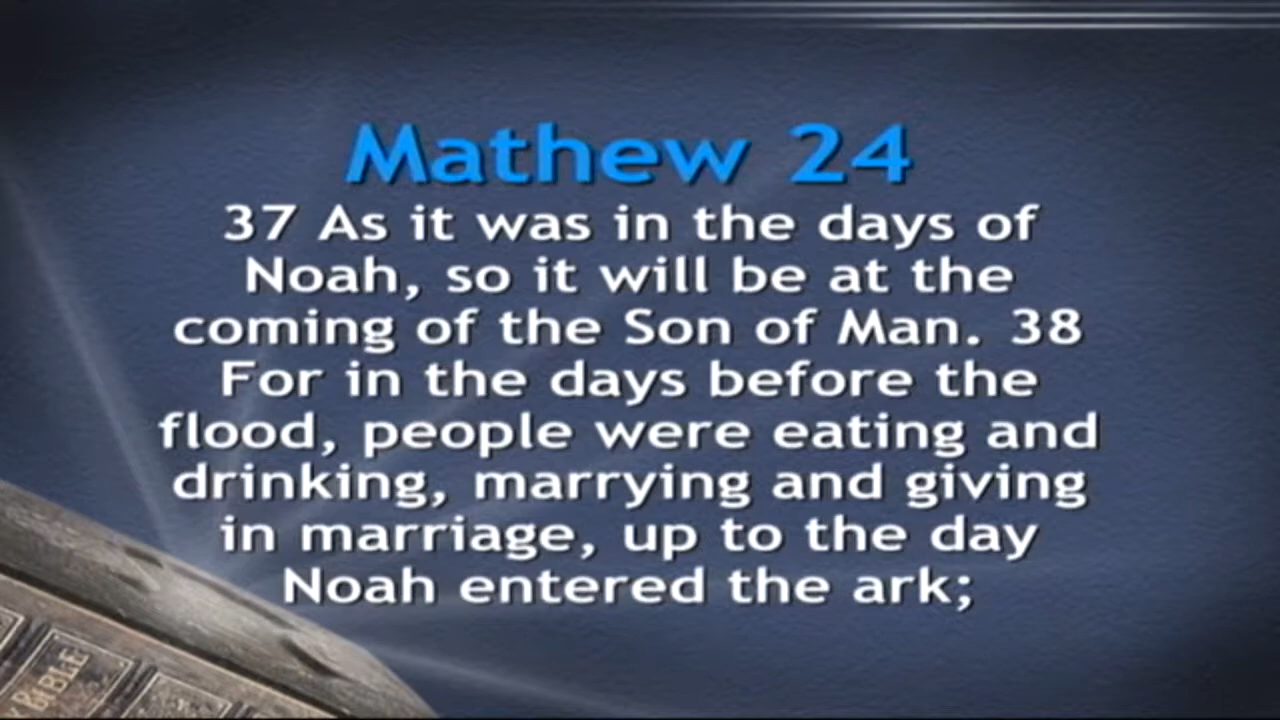 Mathew 24
37 As it was in the days of
Noah, so it will be at the
coming of the Son of Man. 38
For in the days before the
flood, people were eating and
drinking, marrying and giving
in marriage, up to the day
Noah entered the ark;
BIBLE